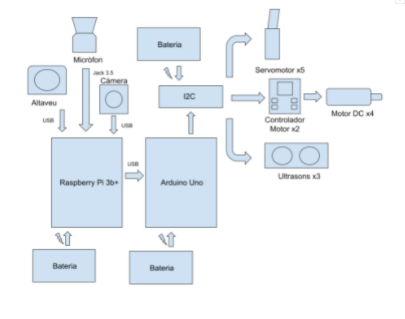 Micròfon
Jack 3.5
Càmera
Altaveu
USB
USB
Bateria
I2C
Servomotor x5
Controlador
Motor x2
Motor DC x4
Ultrasons x3
Raspberry Pi 3b+
USB
Arduino Uno
Bateria
Bateria